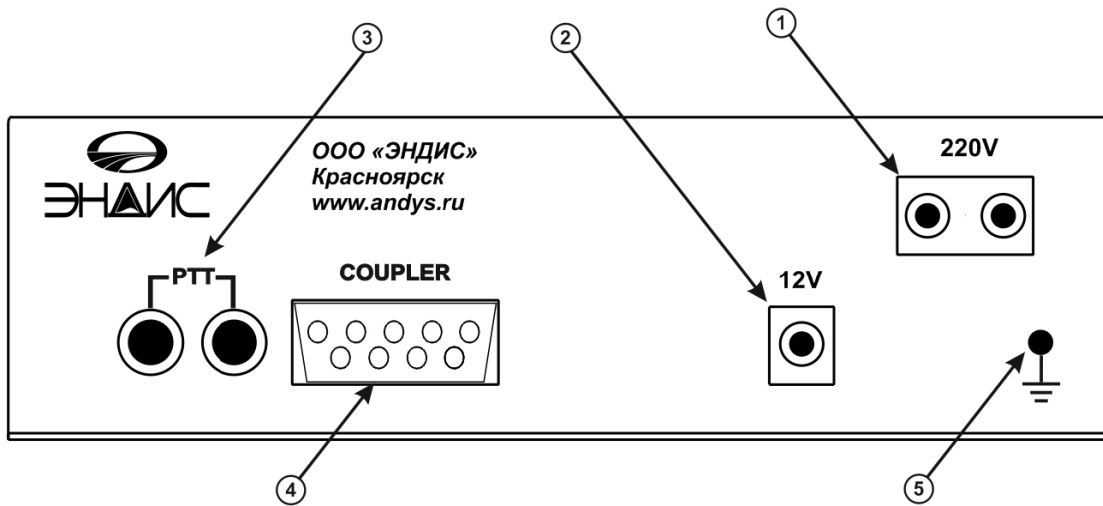 3
2
1
ЭНДИС
ООО «ЭНДИС»
Красноярск
www.andys.ru
220V
PTT
COUPLER
12V
4
5